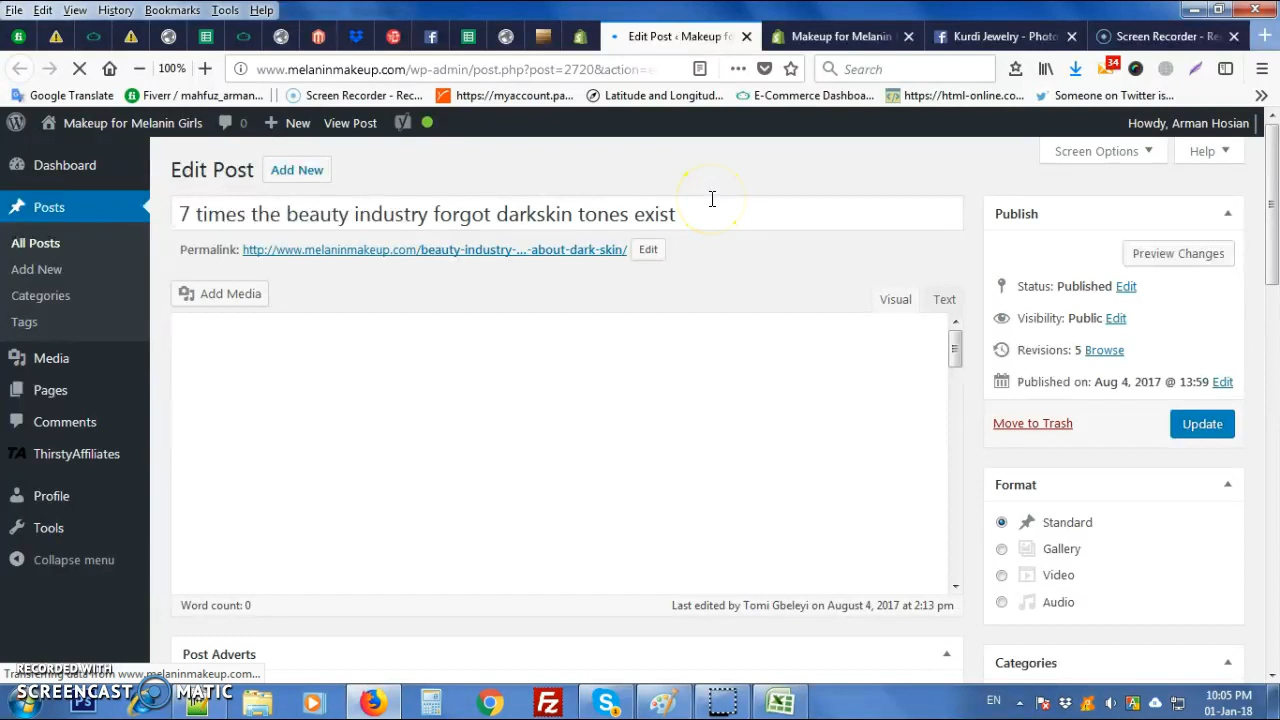 File Edit View History Bookmarks Tools Help
Edit Post ‹ Makeup fo
Makeup for Melanin
Kurdi Jewelry - Photo
Screen Recorder - Re
100%
www.melaninmakeup.com/wp-admin/post.php?post=2720&action=e
Search
34
Google Translate
Fiverr / mahfuz_arman...
Screen Recorder - Rec...
https://myaccount.pa...
Latitude and Longitud...
E-Commerce Dashboa...
https://html-online.co...
Someone on Twitter is...
Makeup for Melanin Girls
0
New
View Post
Howdy, Arman Hosian
Dashboard
Posts
All Posts
Add New
Categories
Tags
Media
Pages
Comments
ThirstyAffiliates
Profile
Tools
Collapse menu
Screen Options
Help
Edit Post
Add New
7 times the beauty industry forgot darkskin tones exist
Permalink: http://www.melaninmakeup.com/beauty-industry-...-about-dark-skin/ Edit
Add Media
Visual
Text
Word count: 0
Last edited by Tomi Gbeleyi on August 4, 2017 at 2:13 pm
Post Adverts
Publish
Preview Changes
Status: Published Edit
Visibility: Public Edit
Revisions: 5 Browse
Published on: Aug 4, 2017 @ 13:59 Edit
Move to Trash
Update
Format
Standard
Gallery
Video
Audio
Categories
Transferring data from www.melaninmakeup.com...
RECORDED WITH
SCREENCAST MATIC
EN
10:05 PM
01-Jan-18